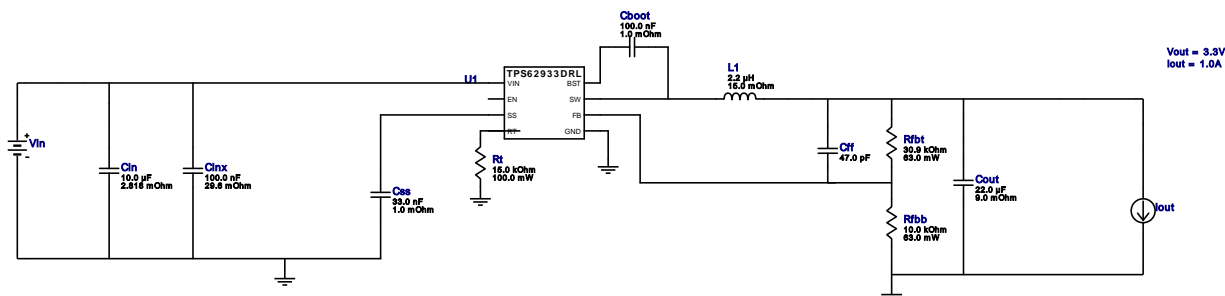 Cboot
100.0 nF
1.0 mOhm
Vout = 3.3V
Iout = 1.0A
U1
TPS62933DRL
VIN
BST
EN
SW
SS
FB
RT
GND
L1
2.2 µH
15.0 mOhm
+
Vin
-
Cin
10.0 µF
2.815 mOhm
Cinx
100.0 nF
29.6 mOhm
Css
33.0 nF
1.0 mOhm
Rt
15.0 kOhm
100.0 mW
Cff
47.0 pF
Rfbt
30.9 kOhm
63.0 mW
Cout
22.0 µF
9.0 mOhm
Rfbb
10.0 kOhm
63.0 mW
Iout